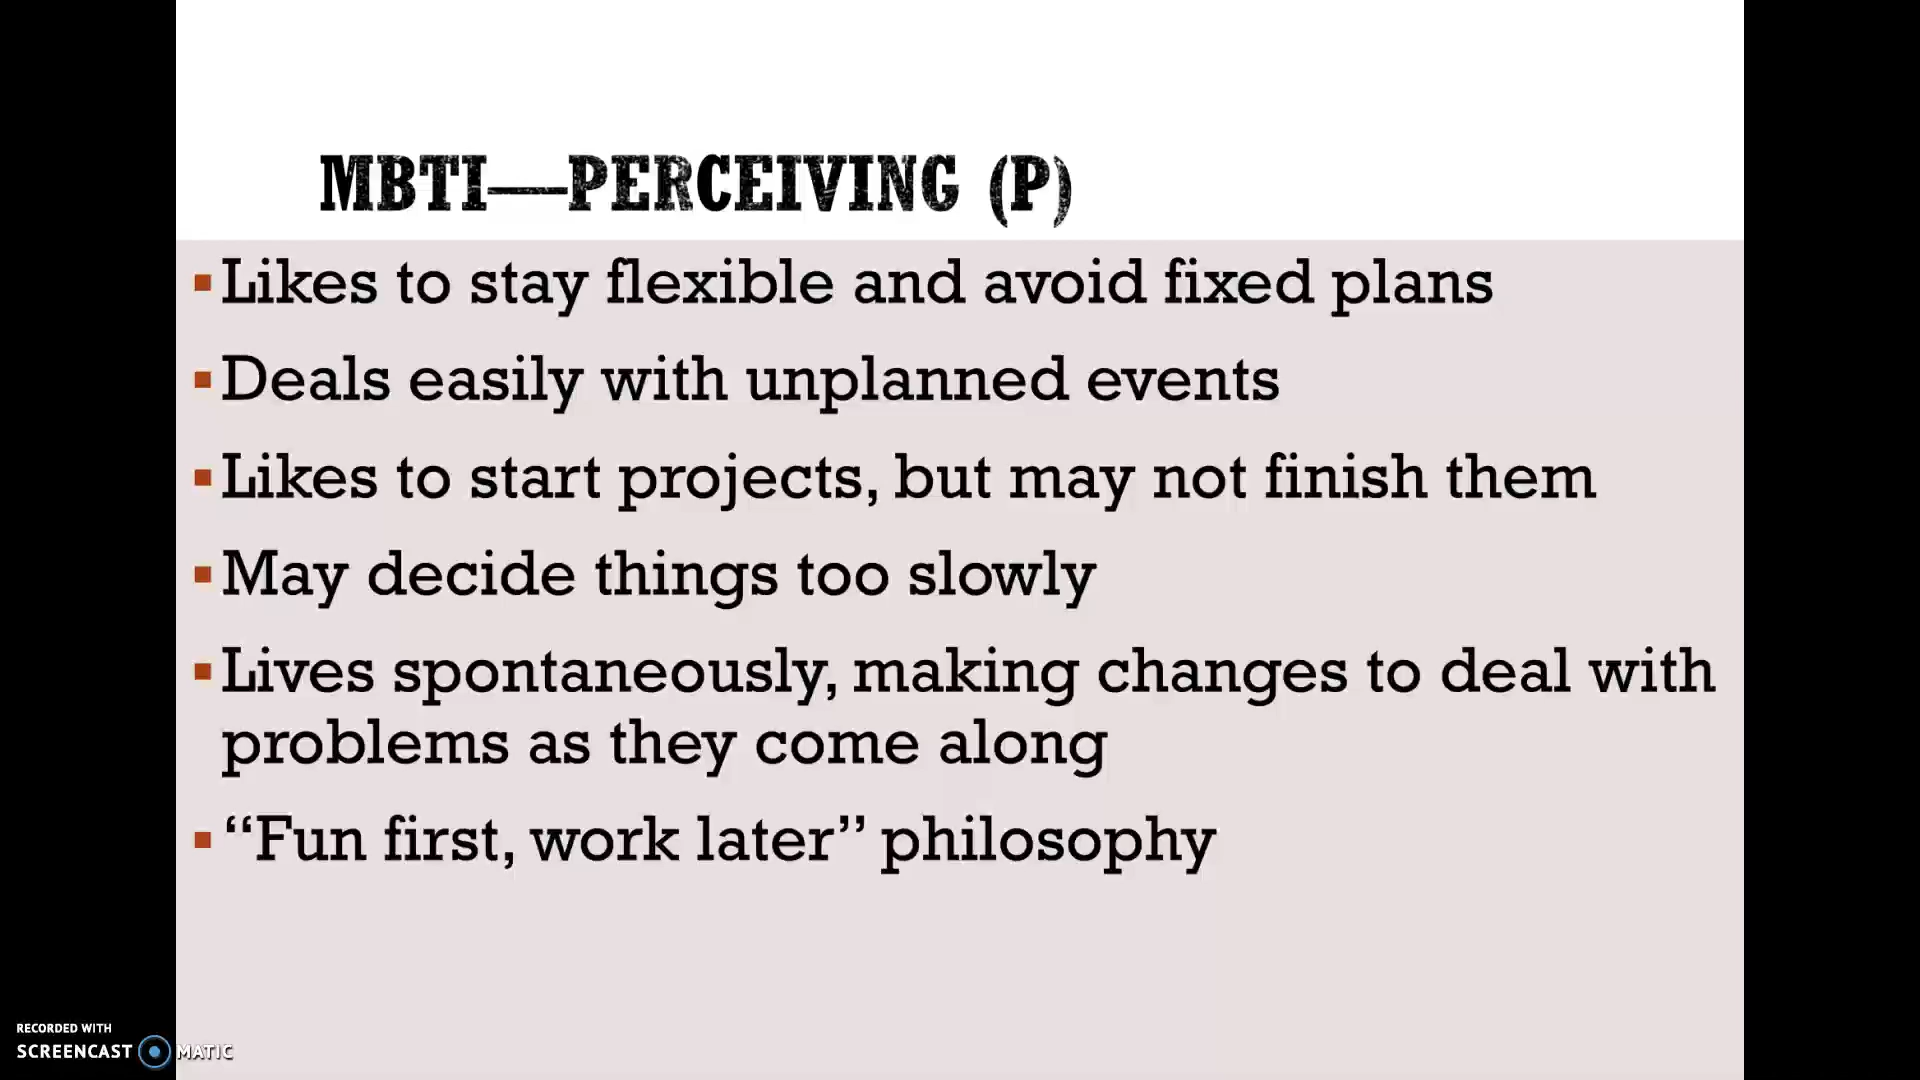 MBTI—PERCEIVING (P)
▪Likes to stay flexible and avoid fixed plans
▪Deals easily with unplanned events
▪Likes to start projects, but may not finish them
▪May decide things too slowly
▪Lives spontaneously, making changes to deal with
problems as they come along
▪“Fun first, work later” philosophy
RECORDED WITH
SCREENCAST MATIC